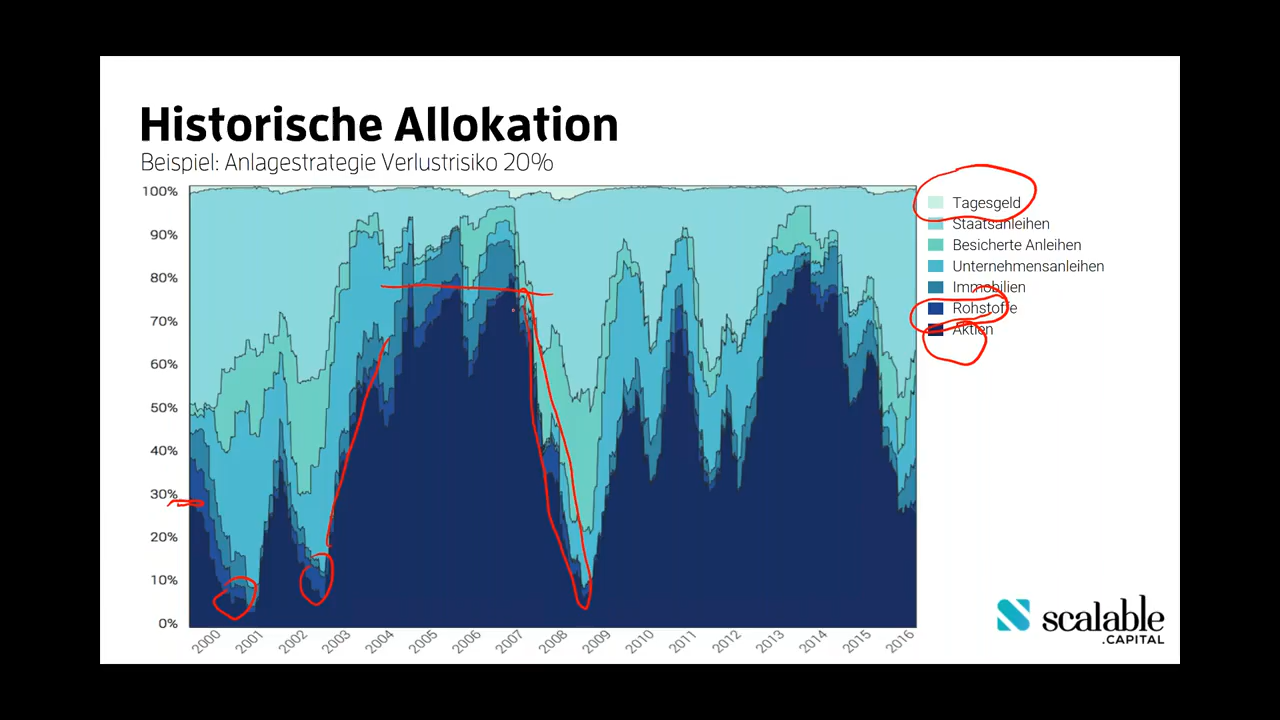 Historische Allokation
Beispiel: Anlagestrategie Verlustrisiko 20%
100%
90%
80%
70%
60%
50%
40%
30%
20%
10%
0%
2000 2001 2002 2003 2004 2005 2006 2007 2008 2009 2010 2011 2012 2013 2014 2015 2016
Tagesgeld
Staatsanleihen
Besicherte Anleihen
Unternehmensanleihen
Immobilien
Rohstoffe
Aktien
scalable
.CAPITAL